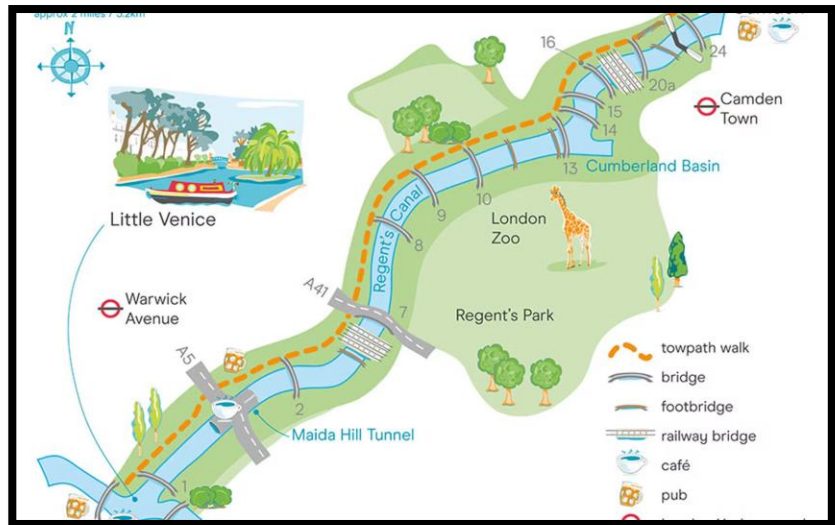 approx 2 miles / 3.2km
N
16
24
20a
15
Camden
Town
14
13
Cumberland Basin
10
9
London
Zoo
Regent's Canal
8
Little Venice
A41
7
Warwick
Avenue
Regent's Park
A5
towpath walk
bridge
2
footbridge
Maida Hill Tunnel
railway bridge
café
1
pub